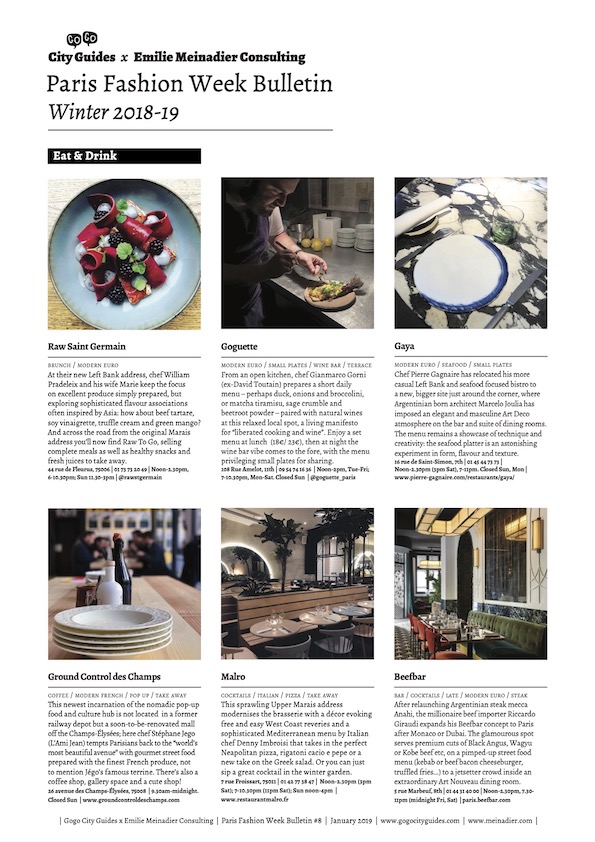 GO GO
City Guides x Emilie Meinadier Consulting
Paris Fashion Week Bulletin
Winter 2018-19
Eat & Drink
Raw Saint Germain
BRUNCH / MODERN EURO
At their new Left Bank address, chef William
Pradeleix and his wife Marie keep the focus
on excellent produce simply prepared, but
exploring sophisticated flavour associations
often inspired by Asia: how about beef tartare,
soy vinaigrette, truffle cream and green mango?
And across the road from the original Marais
address you'll now find Raw To Go, selling
complete meals as well as healthy snacks and
fresh juices to take away.
44 rue de Fleurus, 75006 | 01 73 73 20 49 | Noon-2.30pm,
6-10.30pm; Sun 11.30-3pm | @rawstgermain
Goguette
MODERN EURO / SMALL PLATES / WINE BAR / TERRACE
From an open kitchen, chef Gianmarco Gorni
(ex-David Toutain) prepares a short daily
menu – perhaps duck, onions and broccolini,
or matcha tiramisu, sage crumble and
beetroot powder – paired with natural wines
at this relaxed local spot, a living manifesto
for "liberated cooking and wine". Enjoy a set
menu at lunch (18€/ 23€), then at night the
wine bar vibe comes to the fore, with the menu
privileging small plates for sharing.
108 Rue Amelot, 11th | 09 54 74 16 36 | Noon-2pm, Tue-Fri;
7-10.30pm, Mon-Sat. Closed Sun | @goguette_paris
Gaya
MODERN EURO / SEAFOOD / SMALL PLATES
Chef Pierre Gagnaire has relocated his more
casual Left Bank and seafood focused bistro to
a new, bigger site just around the corner, where
Argentinian born architect Marcelo Joulia has
imposed an elegant and masculine Art Deco
atmosphere on the bar and suite of dining rooms.
The menu remains a showcase of technique and
creativity: the seafood platter is an astonishing
experiment in form, flavour and texture.
16 rue de Saint-Simon, 7th | 01 45 44 73 73 |
Noon-2.30pm (3pm Sat), 7-11pm. Closed Sun, Mon |
www.pierre-gagnaire.com/restaurants/gaya/
Ground Control des Champs
COFFEE / MODERN FRENCH / POP UP / TAKE AWAY
This newest incarnation of the nomadic pop-up
food and cultural hub is not located in a former
railway depot but a soon-to-be-renovated mall
off the Champs-Élysées; here chef Stéphane Jego
(L'Ami Jean) tempts Parisians back to the "world's
most beautiful avenue" with gourmet street food
prepared with the finest French produce, not
to mention Jégo's famous terrine. There's also a
coffee shop, gallery space and a cute shop!
26 avenue des Champs-Élysées, 75008 | 9.30am-midnight.
Closed Sun | www.groundcontroldeschamps.com
Malro
COCKTAILS / ITALIAN / PIZZA / TAKE AWAY
This sprawling Upper Marais address
modernises the brasserie with a décor evoking
free and easy West Coast reveries and a
sophisticated Mediterranean menu by Italian
chef Denny Imbroisi that takes in the perfect
Neapolitan pizza, rigatoni cacio e pepe or a
new take on the Greek salad. Or you can just
sip a great cocktail in the winter garden.
7 rue Froissart, 75011 | 01 42 77 38 47 | Noon-2.30pm (3pm
Sat); 7-10.30pm (11pm Sat); Sun noon-4pm |
www.restaurantmalro.fr
Beefbar
BAR / COCKTAILS / LATE / MODERN EURO / STEAK
After relaunching Argentinian steak mecca
Anahi, the millionaire beef importer Riccardo
Giraudi expands his Beefbar concept to Paris
after Monaco or Dubai. The glamourous spot
serves premium cuts of Black Angus, Wagyu
or Kobe beef etc, on a pimped-up street food
menu (kebab or beef bacon cheeseburger,
truffled fries...) to a jetsetter crowd inside an
extraordinary Art Nouveau dining room.
5 rue Marbeuf, 8th | 01 44 31 40 00 | Noon-2.30pm, 7.30-
11pm (midnight Fri, Sat) | paris.beefbar.com
| Gogo City Guides x Emilie Meinadier Consulting | Paris Fashion Week Bulletin #8 | January 2019 | www.gogocityguides.com | www.meinadier.com |